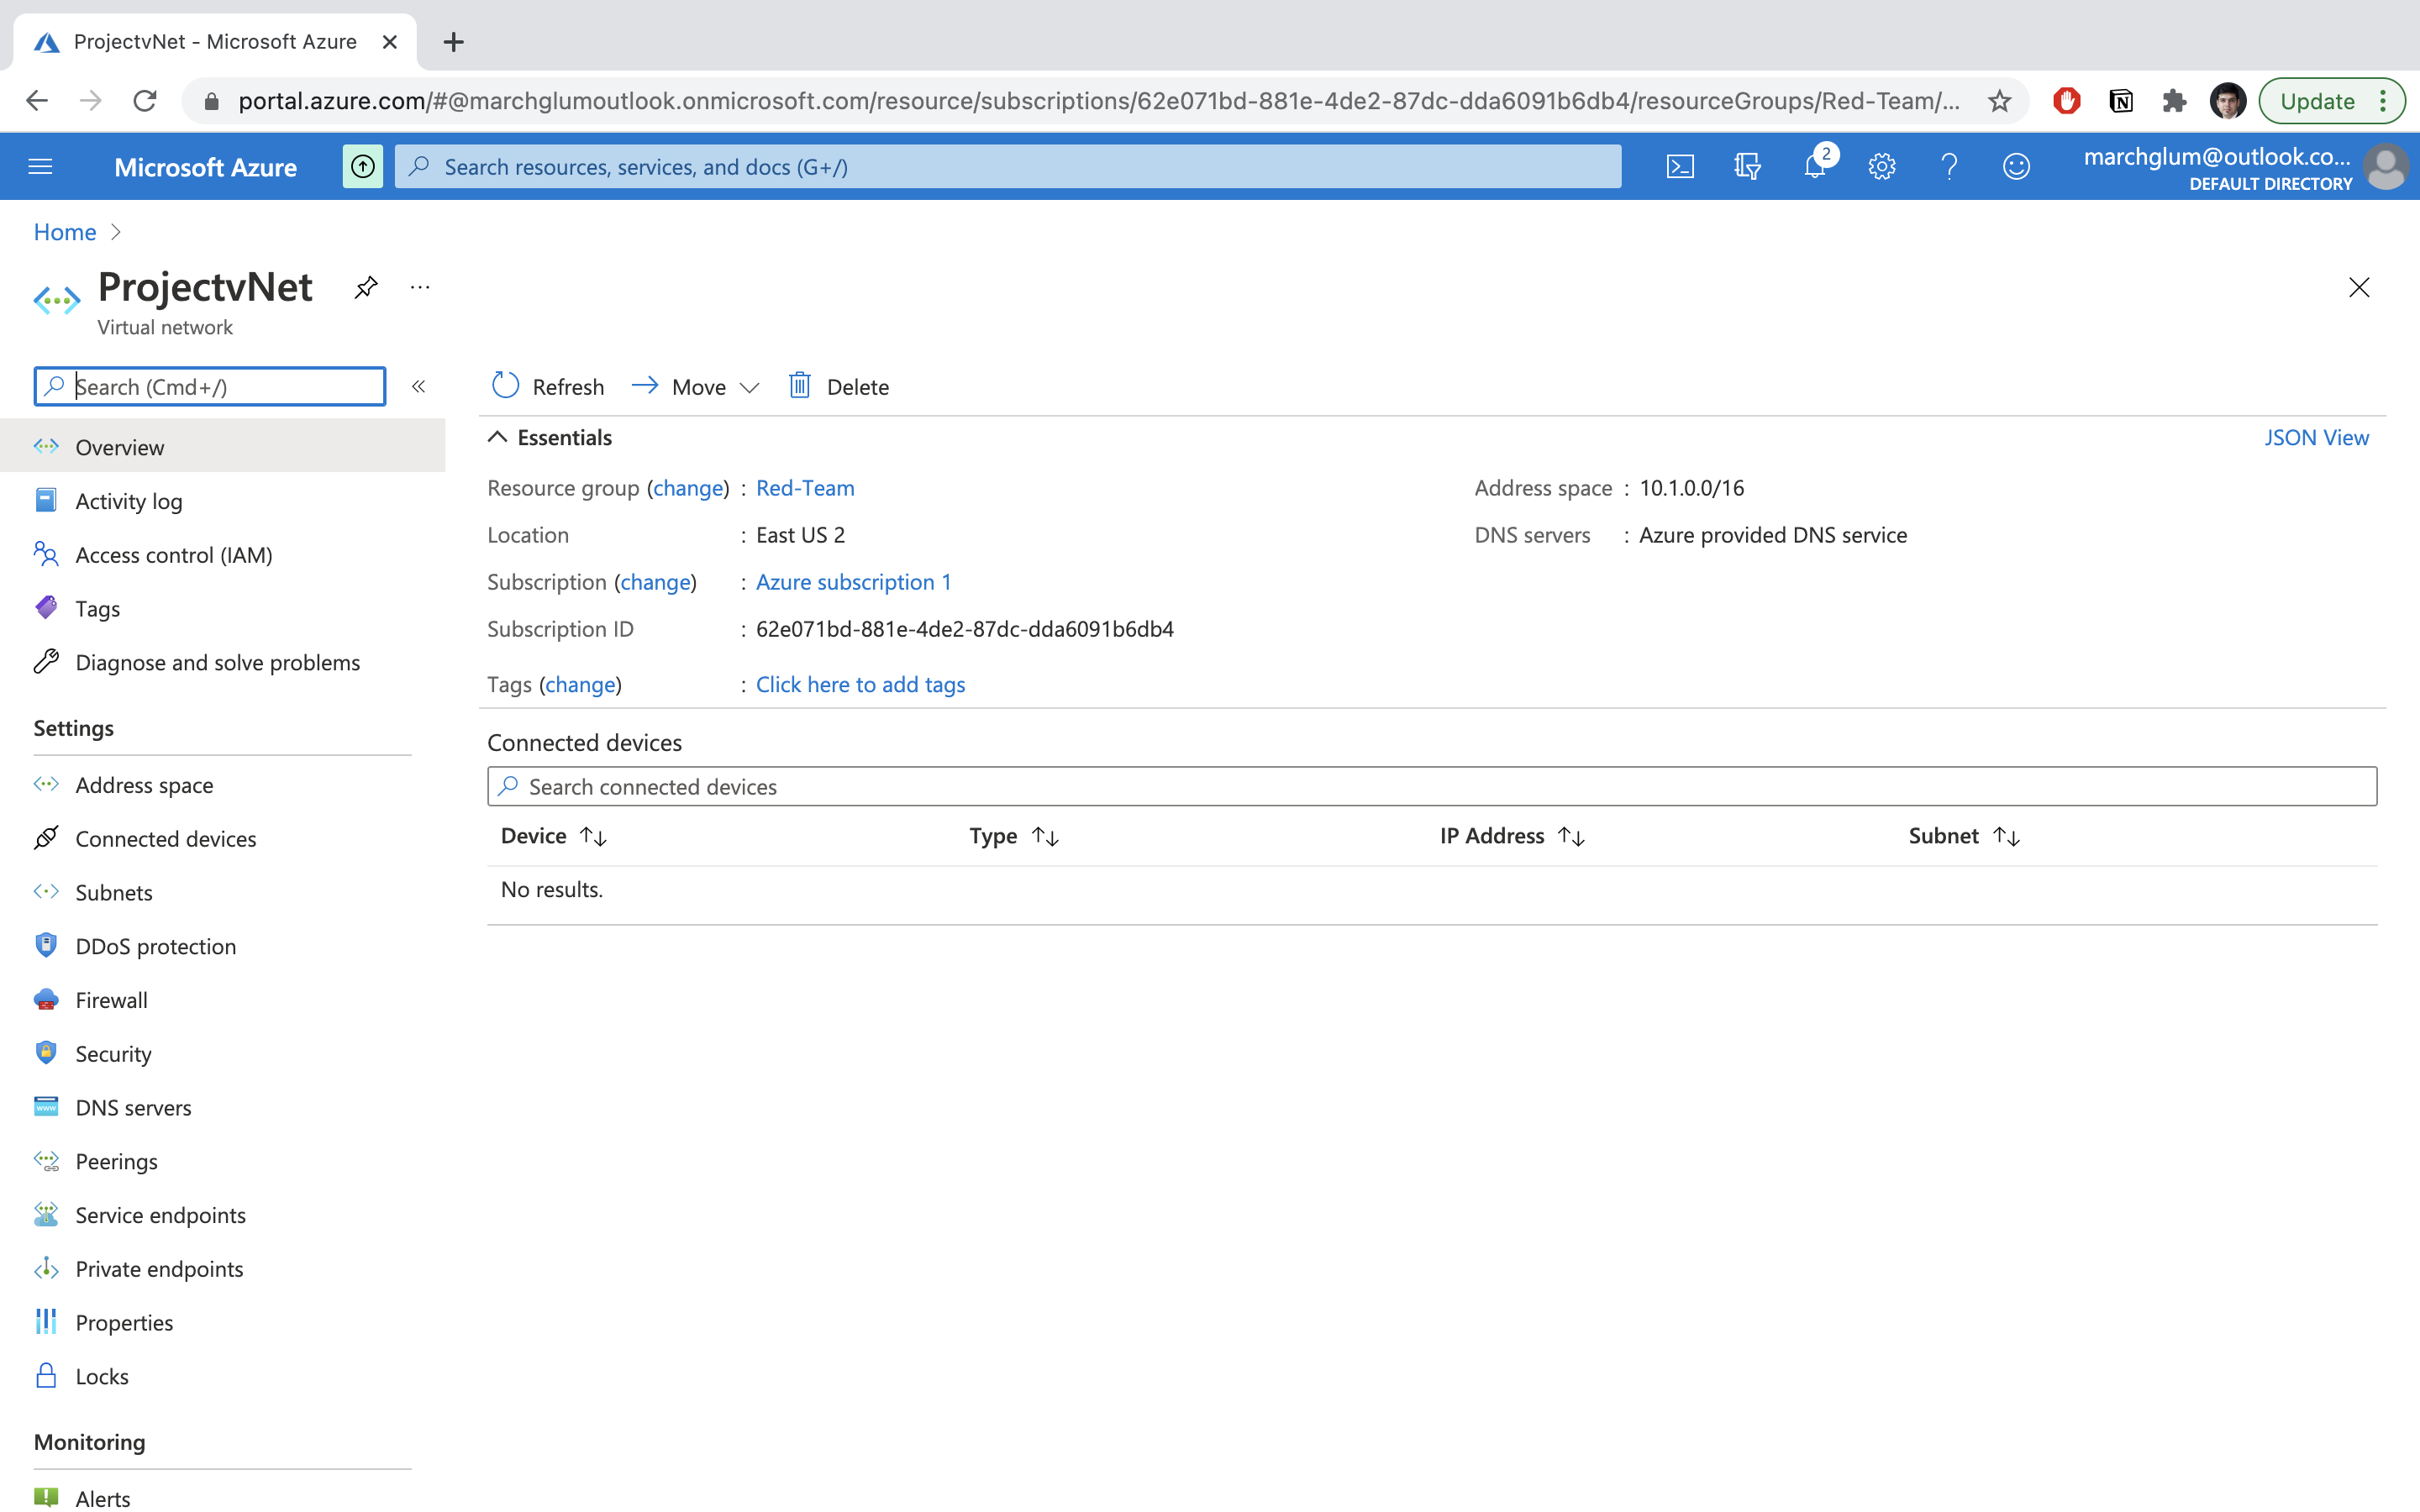 ProjectvNet - Microsoft Azure
portal.azure.com/#@marchglumoutlook.onmicrosoft.com/resource/subscriptions/62e071bd-881e-4de2-87dc-dda6091b6db4/resourceGroups/Red-Team/...
Update
Microsoft Azure
Search resources, services, and docs (G+/)
2
marchglum@outlook.co...
DEFAULT DIRECTORY
Home
ProjectvNet
...
Virtual network
Search (Cmd+/)
«
Refresh
Move
Delete
Overview
Activity log
Access control (IAM)
Tags
Diagnose and solve problems
Settings
Address space
Connected devices
Subnets
DDoS protection
Firewall
Security
DNS servers
Peerings
Service endpoints
Private endpoints
Properties
Locks
Monitoring
Alerts
Essentials
JSON View
Resource group (change) : Red-Team
Location : East US 2
Subscription (change) : Azure subscription 1
Subscription ID : 62e071bd-881e-4de2-87dc-dda6091b6db4
Tags (change) : Click here to add tags
Address space : 10.1.0.0/16
DNS servers : Azure provided DNS service
Connected devices
Search connected devices
Device Type IP Address Subnet
No results.